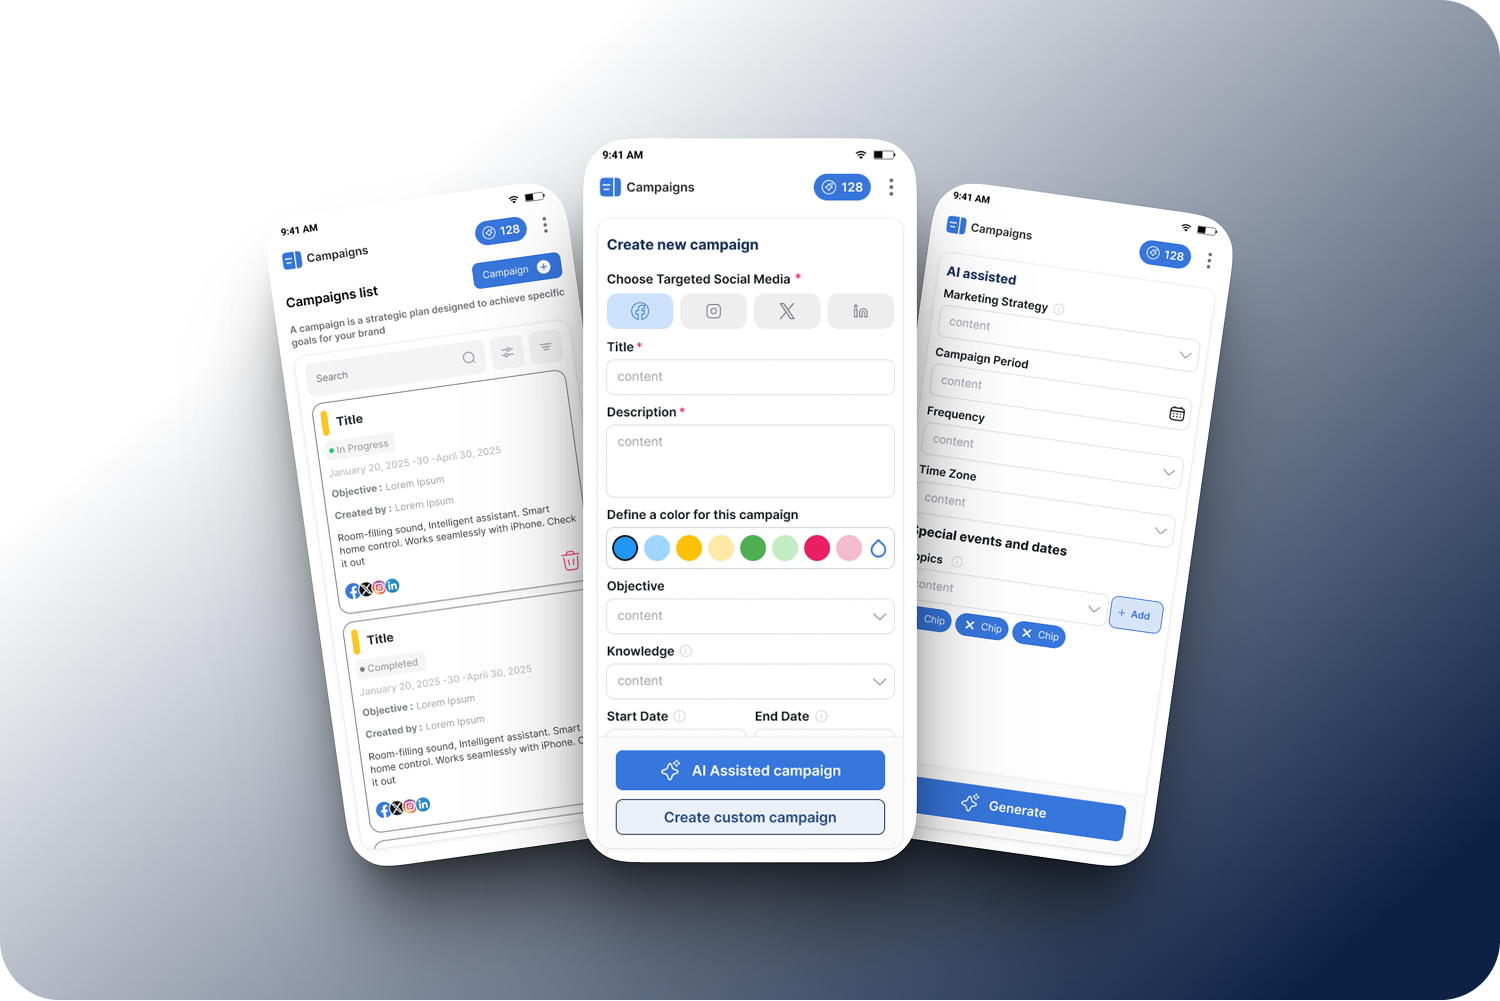 9:41 AM
Campaigns
128
Campaigns list
Campaign
A campaign is a strategic plan designed to achieve specific
goals for your brand
Search
Title
In Progress
January 20, 2025 -30 -April 30, 2025
Objective : Lorem Ipsum
Created by : Lorem Ipsum
Room-filling sound, Intelligent assistant. Smart
home control. Works seamlessly with iPhone. Check
it out
Title
Completed
January 20, 2025 -30 -April 30, 2025
Objective : Lorem Ipsum
Created by : Lorem Ipsum
Room-filling sound, Intelligent assistant. Smart
home control. Works seamlessly with iPhone. C
it out
9:41 AM
Campaigns
128
Create new campaign
Choose Targeted Social Media *
Title *
content
Description *
content
Define a color for this campaign
Objective
content
Knowledge
content
Start Date
End Date
AI Assisted campaign
Create custom campaign
9:41 AM
Campaigns
128
AI assisted
Marketing Strategy
content
Campaign Period
content
Frequency
content
Time Zone
content
Special events and dates
opics
content
+ Add
Chip
Chip
Chip
Generate